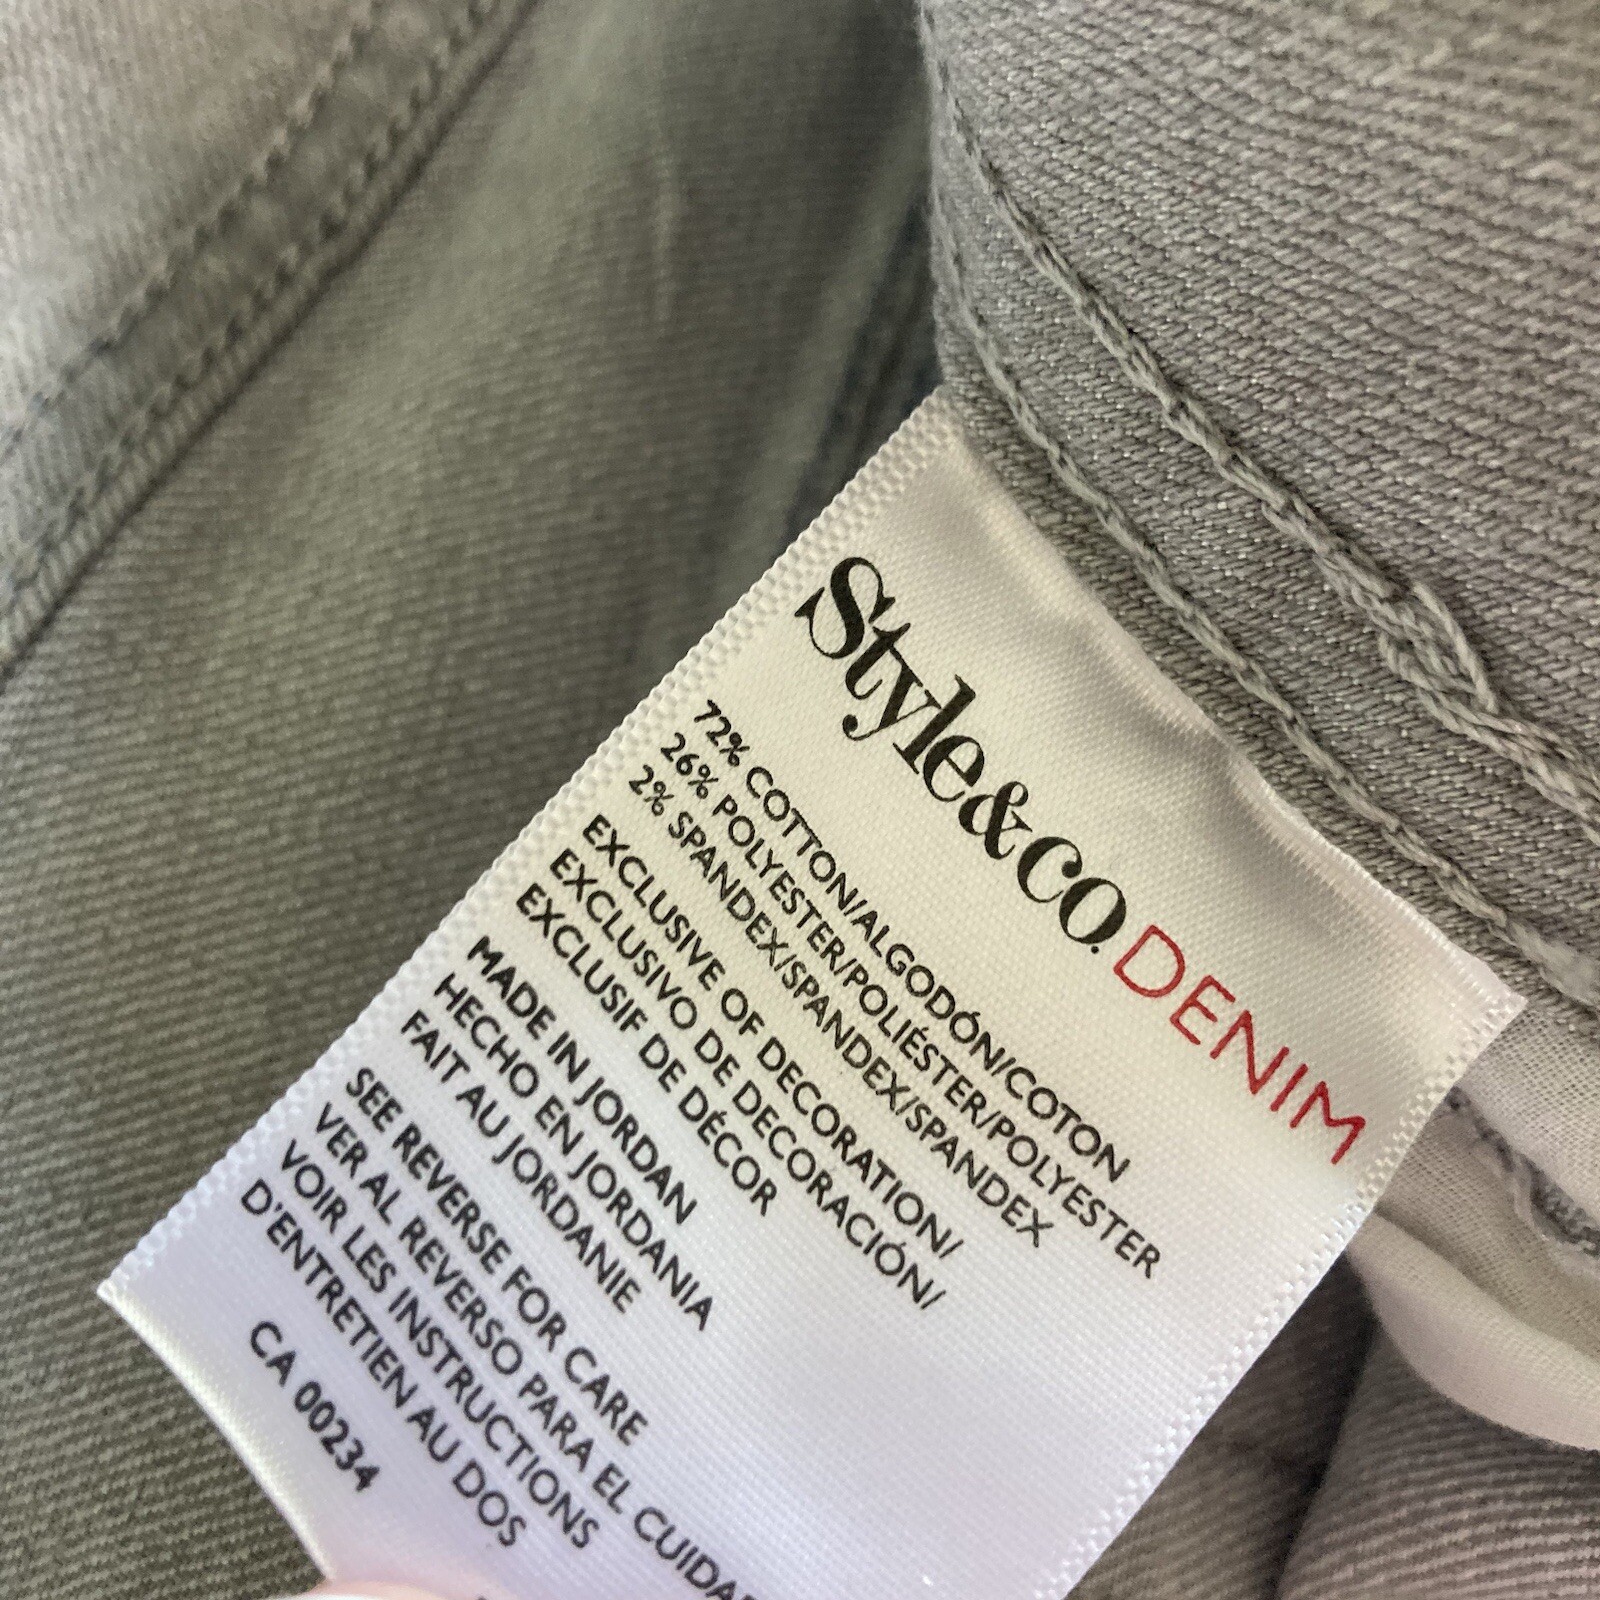 Style&co. DENIM
72% COTTON/ALGODÓN/COTON
26% POLYESTER/POLIÉSTER/POLYESTER
2% SPANDEX/SPANDEX/SPANDEX
EXCLUSIVE OF DECORATION/
EXCLUSIVO DE DECORACIÓN/
EXCLUSIF DE DÉCOR
MADE IN JORDAN
HECHO EN JORDANIA
FAIT AU JORDANIE
SEE REVERSE FOR CARE
VER AL REVERSO PARA EL
VOIR LES INSTRUCTIONS
D'ENTRETIEN AU DOS
CA 00234